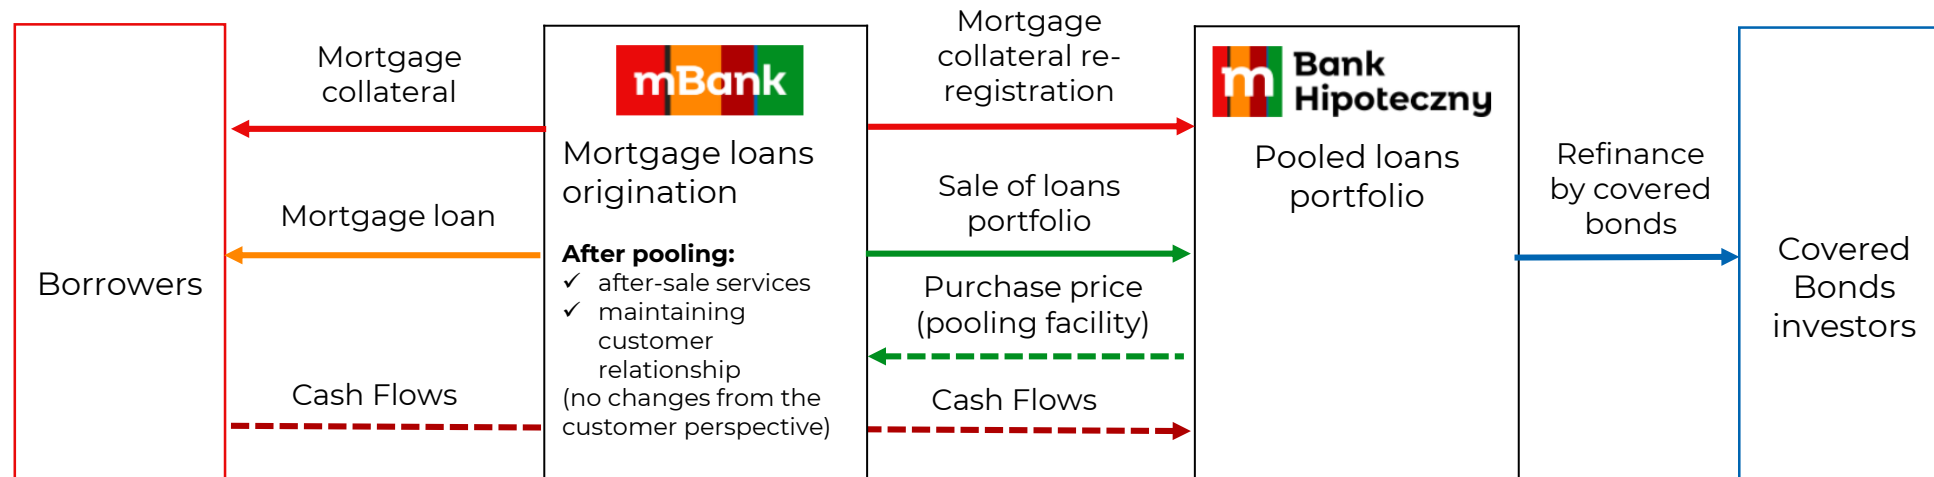 Borrowers
Mortgage
collateral
Mortgage loan
Cash Flows
mBank
Mortgage loans
origination
After pooling:
✓ after-sale services
✓ maintaining
customer
relationship
(no changes from the
customer perspective)
Mortgage
collateral re-
registration
Sale of loans
portfolio
Purchase price
(pooling facility)
Cash Flows
m Bank
Hipoteczny
Pooled loans
portfolio
Refinance
by covered
bonds
Covered
Bonds
investors